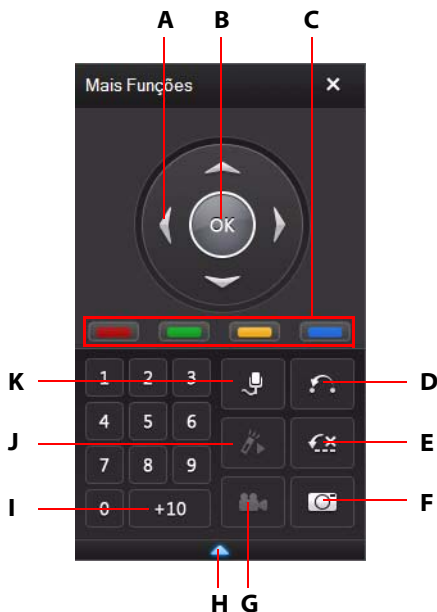 A B C
Mais Funções ×
OK
K 1 2 3 D
J 4 5 6 E
7 8 9
I 0 +10 F
H G